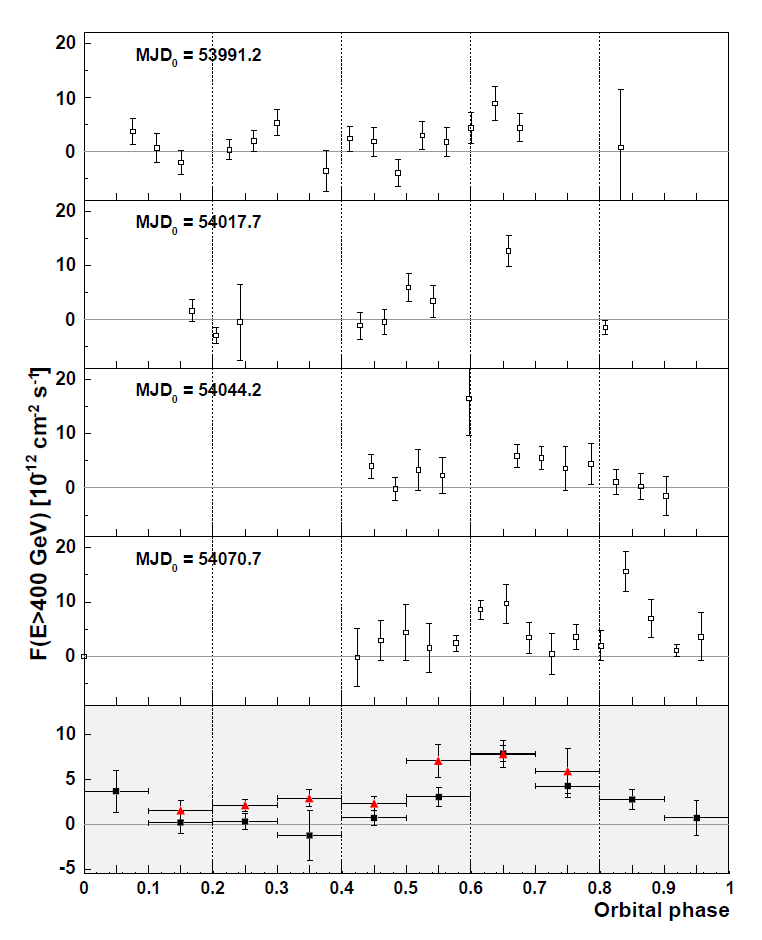 20
MJD₀ = 53991.2
10
0
20
MJD₀ = 54017.7
10
0
20
MJD₀ = 54044.2
10
0
20
MJD₀ = 54070.7
10
0
F(E>400 GeV) [10⁻¹² cm⁻² s⁻¹]
10
5
0
-5
0 0.1 0.2 0.3 0.4 0.5 0.6 0.7 0.8 0.9 1
Orbital phase